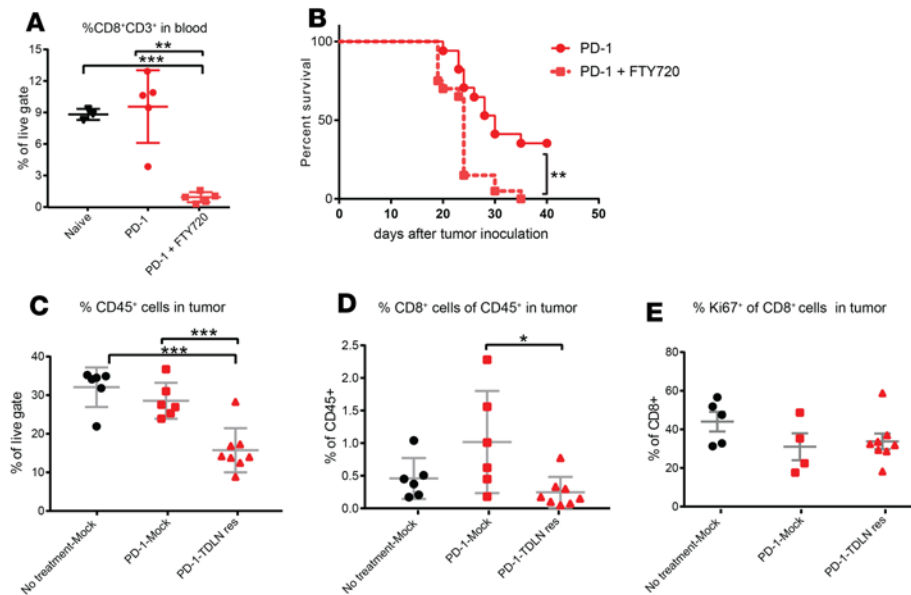 A
%CD8⁺CD3⁺ in blood
**
***
% of live gate
15
12
9
6
3
0
Naive
PD-1
PD-1 + FTY720
B
Percent survival
100
50
0
0
10
20
30
40
50
days after tumor inoculation
PD-1
PD-1 + FTY720
**
C
% CD45⁺ cells in tumor
***
***
% of live gate
40
30
20
10
0
No treatment-Mock
PD-1-Mock
PD-1-TDLN res
D
% CD8⁺ cells of CD45⁺ in tumor
*
% of CD45+
2.5
2.0
1.5
1.0
0.5
0.0
No treatment-Mock
PD-1-Mock
PD-1-TDLN res
E
% Ki67⁺ of CD8⁺ cells in tumor
% of CD8+
80
60
40
20
0
No treatment-Mock
PD-1-Mock
PD-1-TDLN res